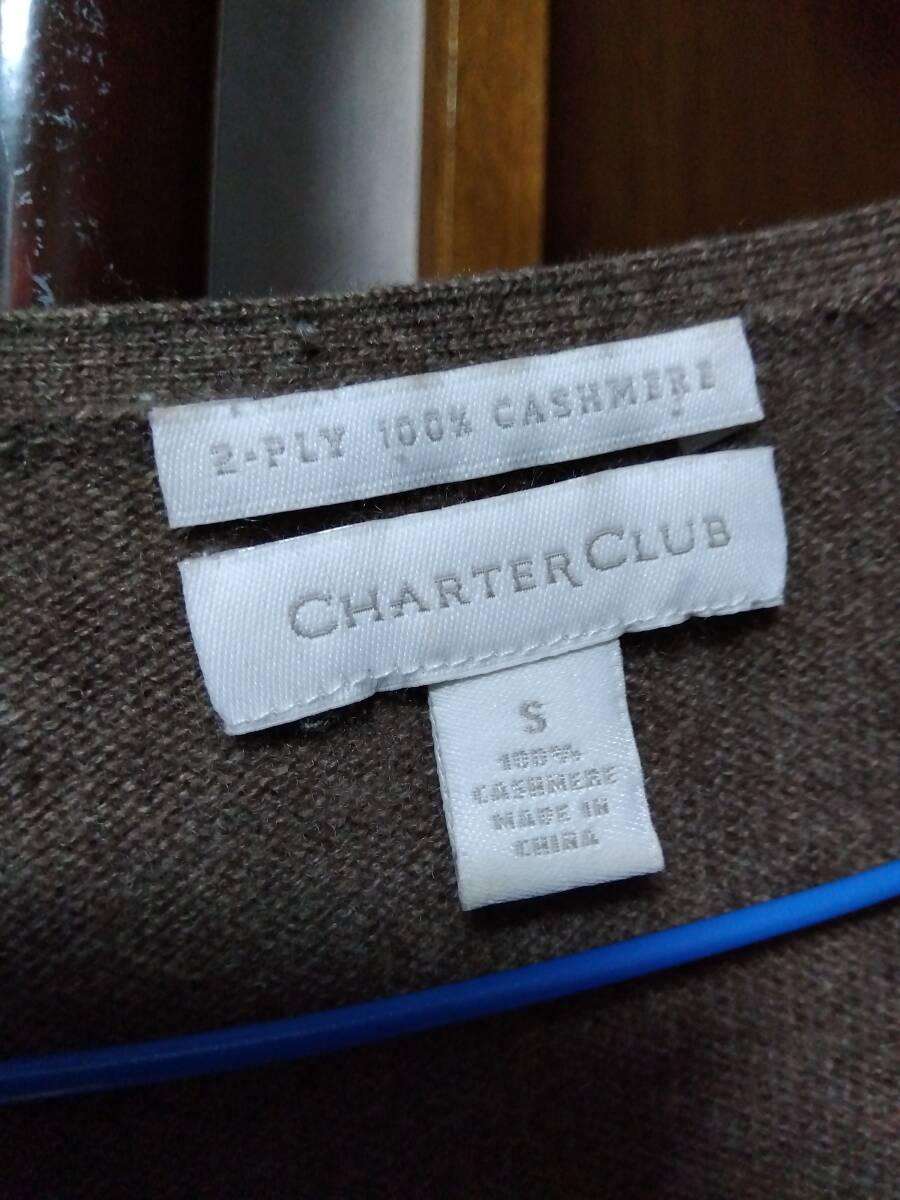 2-PLY 100% CASHMERE
CHARTER CLUB
S
100%
CASHMERE
MADE IN
CHINA